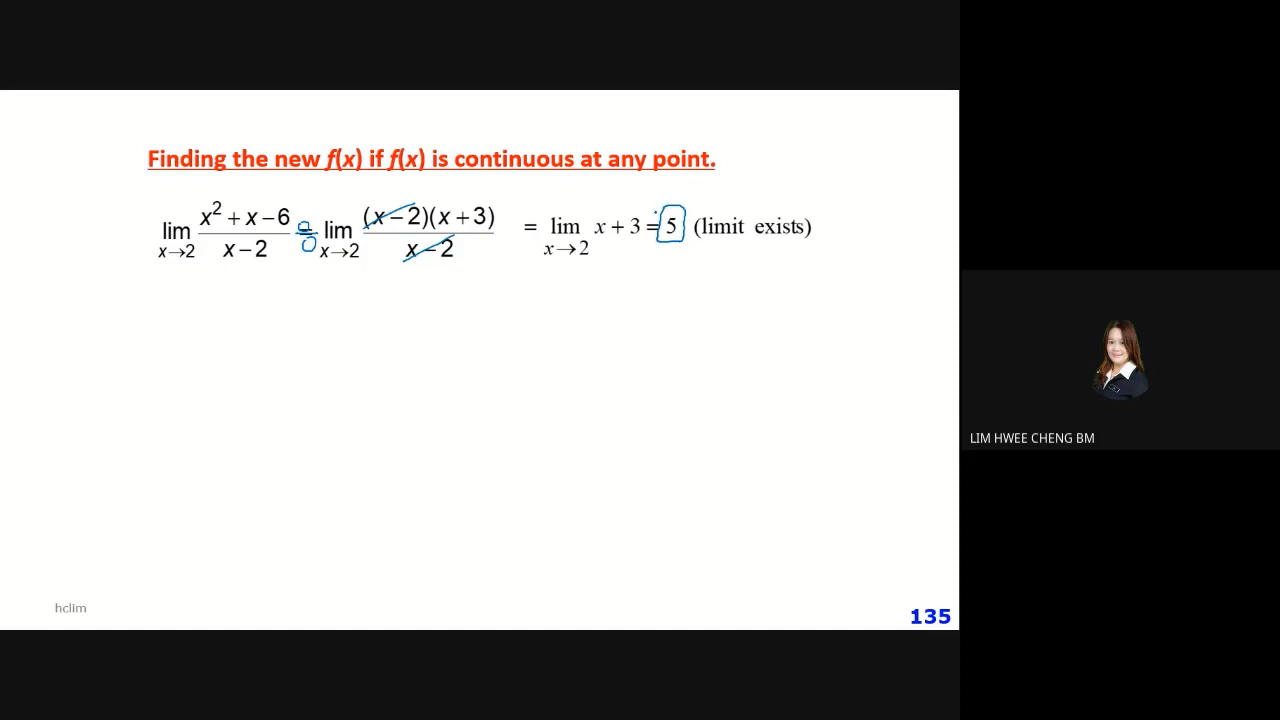 Finding the new f(x) if f(x) is continuous at any point.
lim x→2 (x² + x − 6)/(x − 2) = 0/0 lim x→2 (x − 2)(x + 3)/(x − 2) = lim x→2 x + 3 = 5 (limit exists)
LIM HWEE CHENG BM
hclim
135